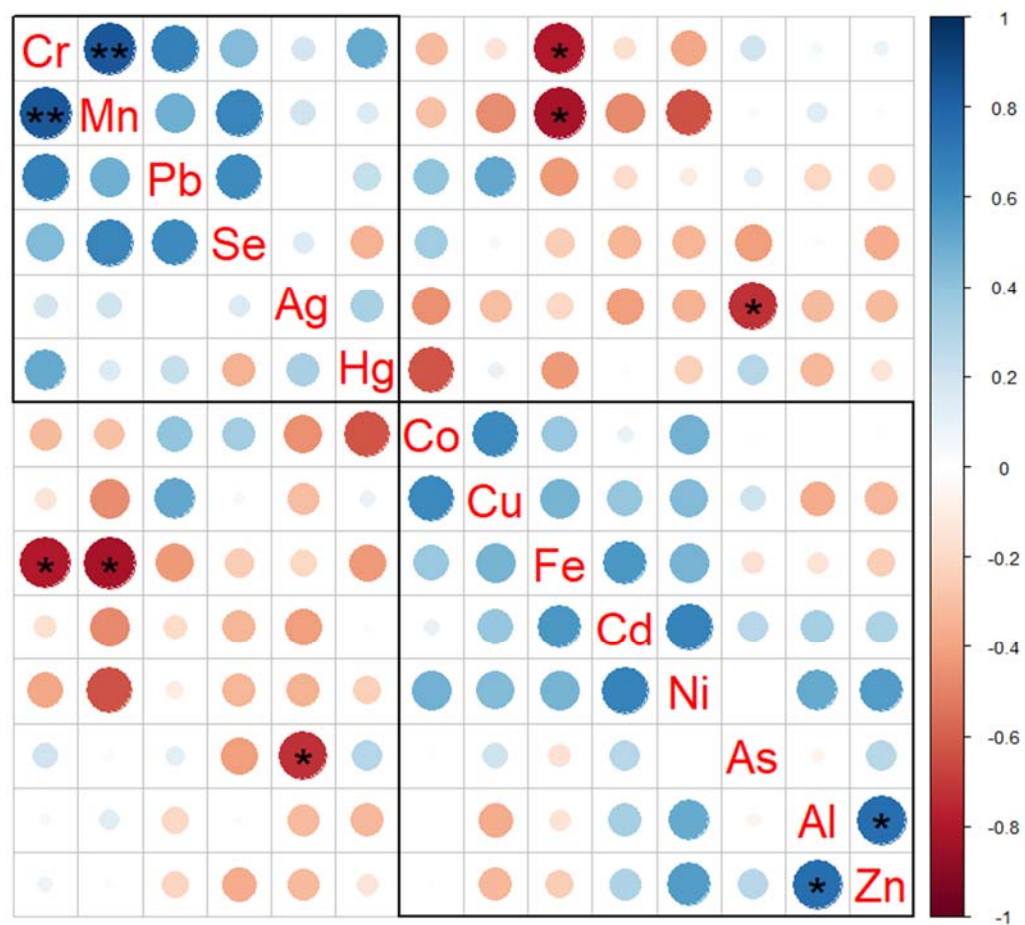 Cr ** * 1
** Mn * 0.8
Pb 0.6
Se 0.4
Ag * 0.2
Hg
Co 0
Cu
* * Fe -0.2
Cd -0.4
Ni
* As -0.6
Al * -0.8
* Zn
-1